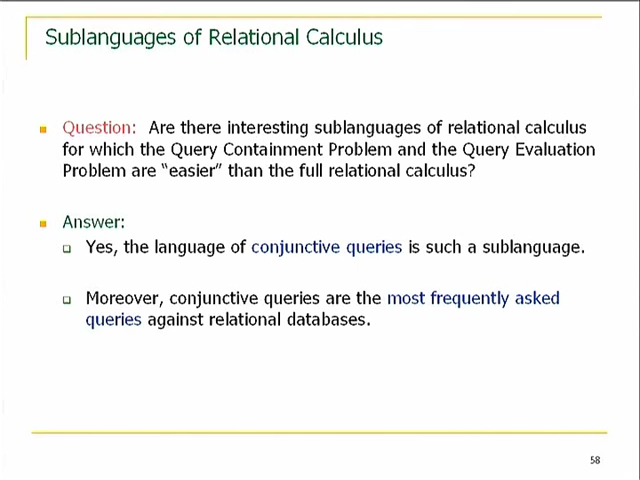 Sublanguages of Relational Calculus
Question: Are there interesting sublanguages of relational calculus
for which the Query Containment Problem and the Query Evaluation
Problem are “easier” than the full relational calculus?
Answer:
Yes, the language of conjunctive queries is such a sublanguage.
Moreover, conjunctive queries are the most frequently asked
queries against relational databases.
58